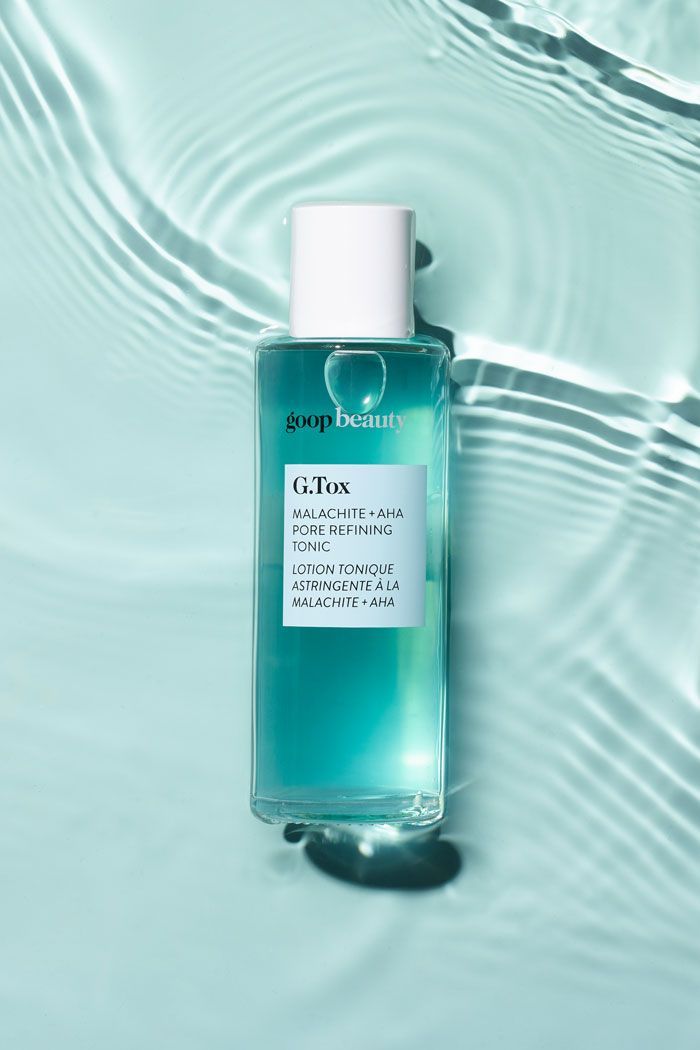 goop beauty
G.Tox
MALACHITE + AHA
PORE REFINING
TONIC
LOTION TONIQUE
ASTRINGENTE À LA
MALACHITE + AHA